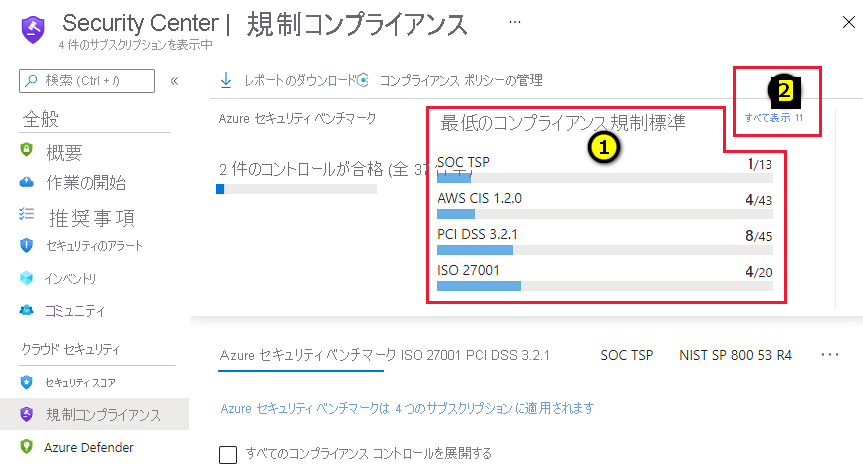 Security Center | 規制コンプライアンス ...
4 件のサブスクリプションを表示中
検索 (Ctrl + /)
«
レポートのダウンロード
コンプライアンス ポリシーの管理
2
すべて表示 11
全般
概要
作業の開始
推奨事項
セキュリティのアラート
インベントリ
コミュニティ
クラウド セキュリティ
セキュリティ スコア
規制コンプライアンス
Azure Defender
Azure セキュリティ ベンチマーク
2 件のコントロールが合格 (全 37
最低のコンプライアンス規制標準
1
SOC TSP 1/13
AWS CIS 1.2.0 4/43
PCI DSS 3.2.1 8/45
ISO 27001 4/20
Azure セキュリティ ベンチマーク ISO 27001 PCI DSS 3.2.1 SOC TSP NIST SP 800 53 R4 ...
Azure セキュリティ ベンチマークは 4 つのサブスクリプション に適用されます
すべてのコンプライアンス コントロールを展開する